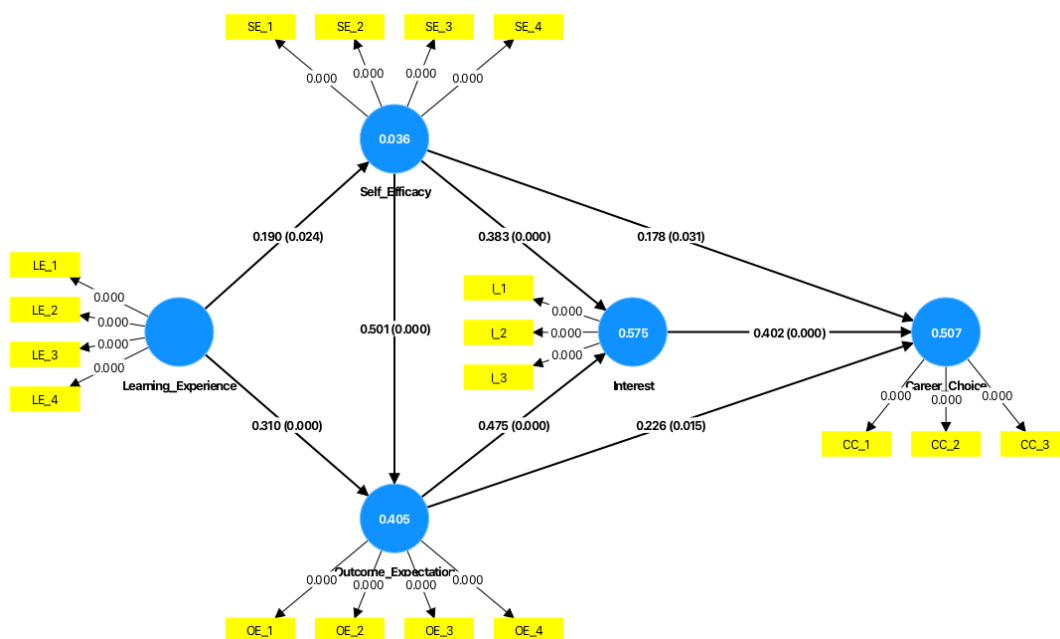 SE_1 SE_2 SE_3 SE_4
0.000 0.000 0.000 0.000
0.036
Self_Efficacy
0.190 (0.024) 0.383 (0.000) 0.178 (0.031)
LE_1
LE_2
LE_3
LE_4
0.000
0.000
0.000
0.000
Learning_Experience
0.501 (0.000)
I_1
I_2
I_3
0.000
0.000
0.000
0.575
Interest
0.402 (0.000)
0.507
Career_Choice
0.000 0.000 0.000
CC_1 CC_2 CC_3
0.310 (0.000) 0.475 (0.000) 0.226 (0.015)
0.405
Outcome_Expectation
0.000 0.000 0.000 0.000
OE_1 OE_2 OE_3 OE_4